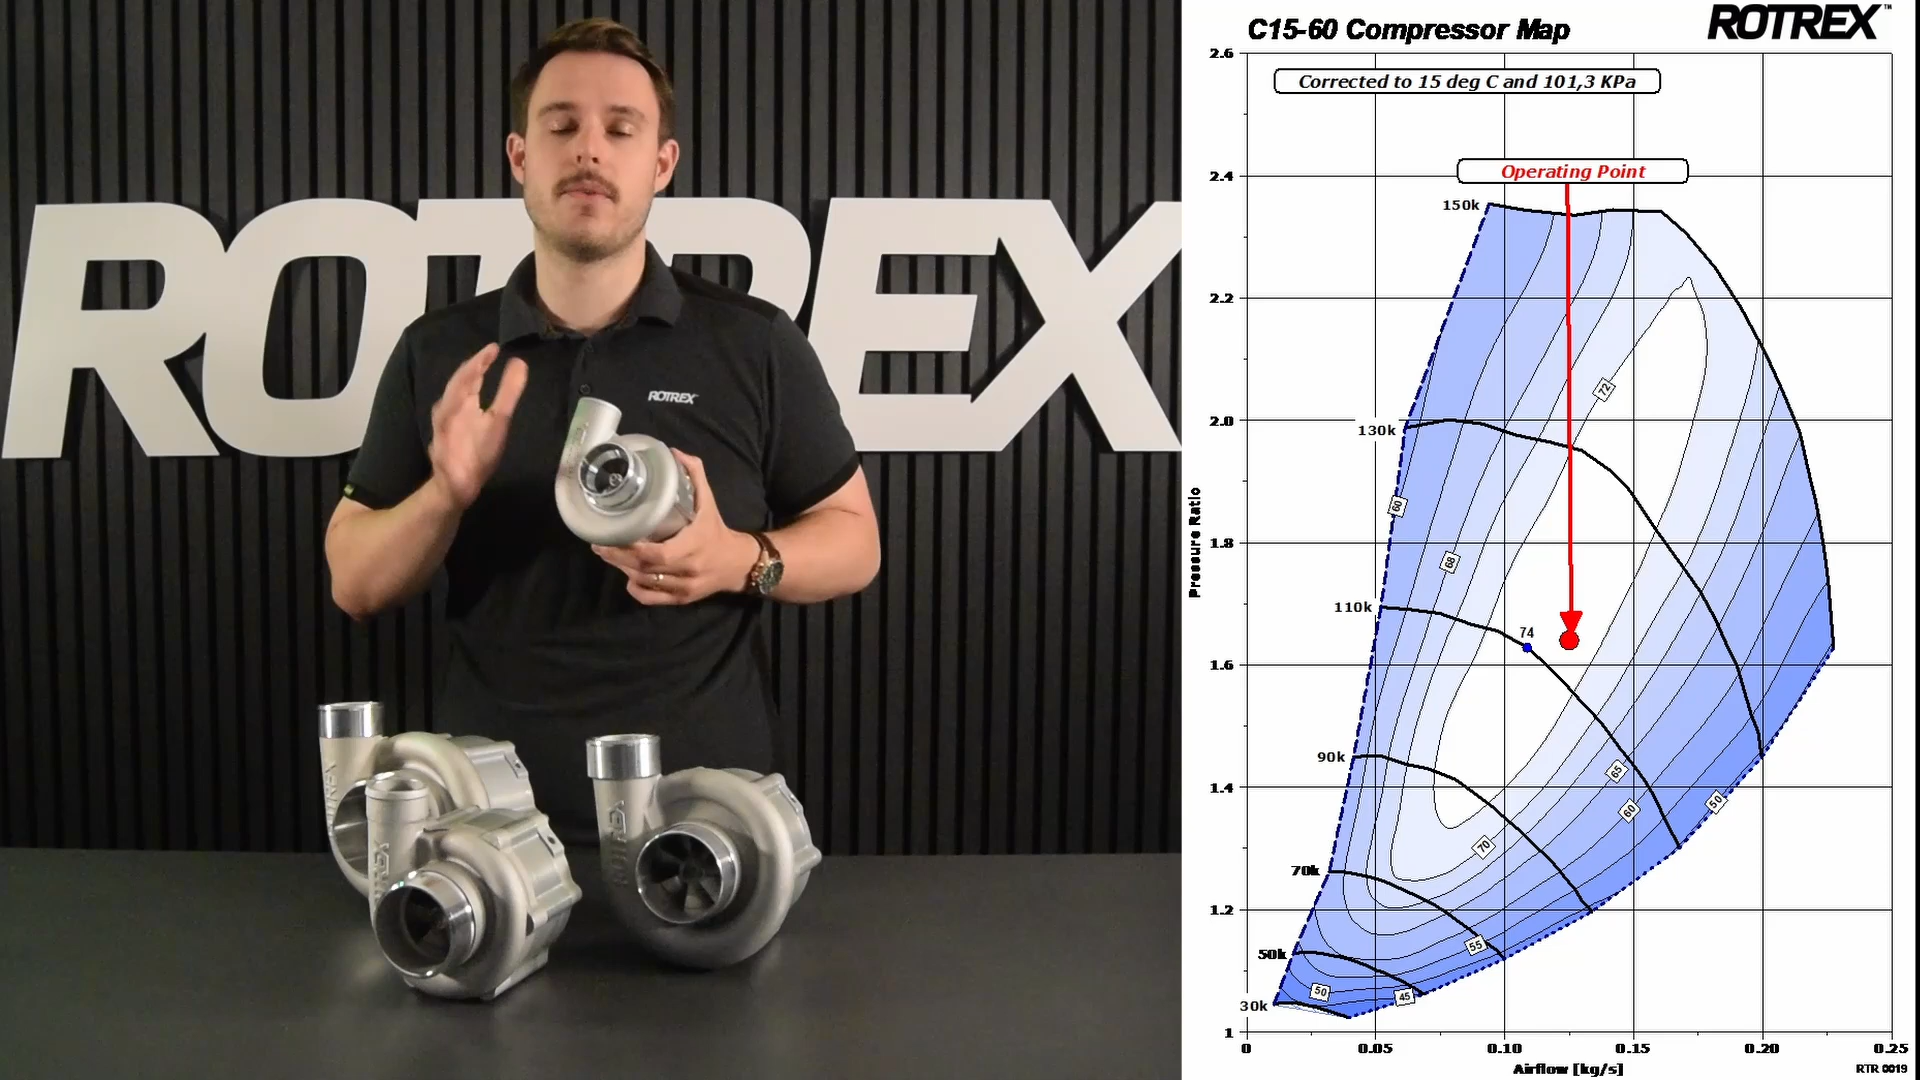 ROTREX
ROTREX
C15-60 Compressor Map
ROTREX™
Corrected to 15 deg C and 101,3 KPa
Operating Point
Pressure Ratio
2.6
2.4
2.2
2.0
1.8
1.6
1.4
1.2
1
150k
130k
110k
90k
70k
50k
30k
72
60
68
74
65
60
50
70
55
50
45
0
0.05
0.10
0.15
0.20
0.25
Airflow [kg/s]
RTR 0019